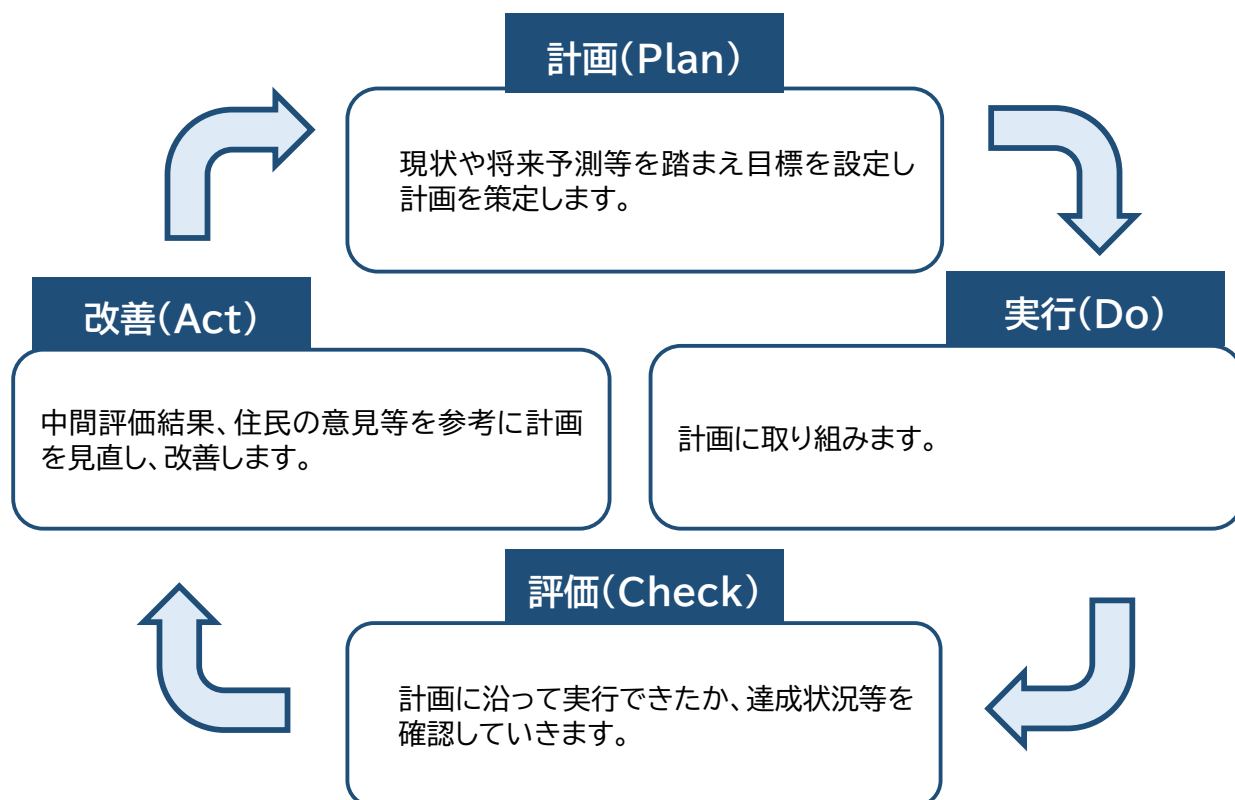 計画(Plan)
現状や将来予測等を踏まえ目標を設定し
計画を策定します。
実行(Do)
計画に取り組みます。
評価(Check)
計画に沿って実行できたか、達成状況等を
確認していきます。
改善(Act)
中間評価結果、住民の意見等を参考に計画
を見直し、改善します。